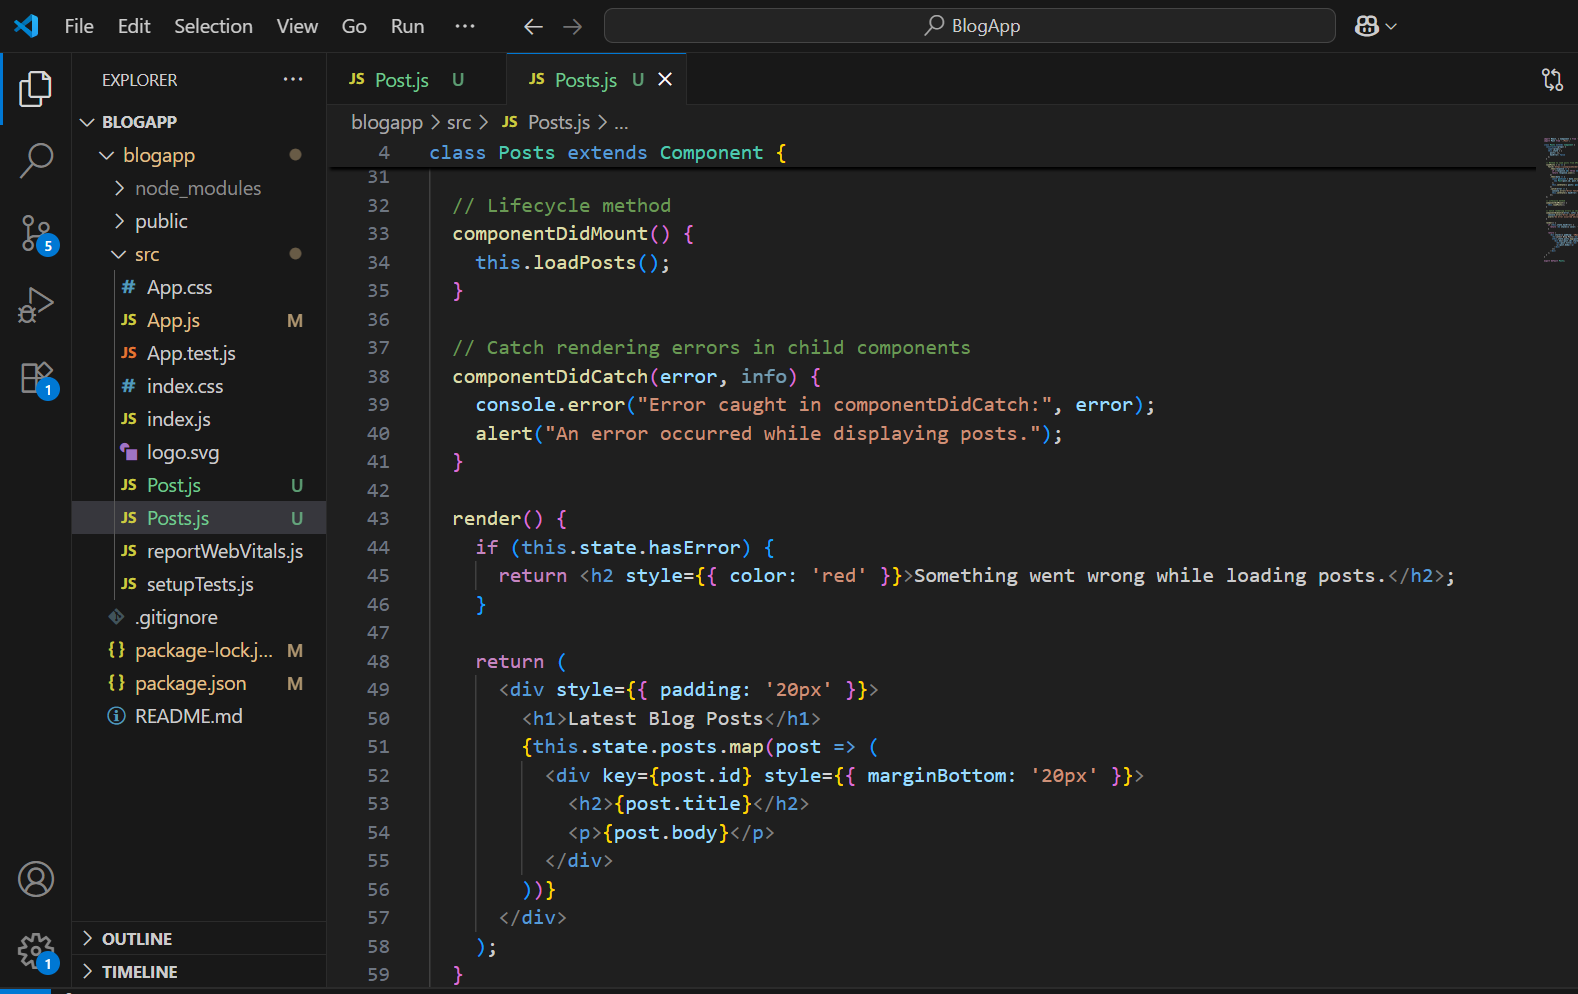 File Edit Selection View Go Run ···
BlogApp
EXPLORER ···
BLOGAPP
blogapp
node_modules
public
src
# App.css
JS App.js M
JS App.test.js
# index.css
JS index.js
logo.svg
JS Post.js U
JS Posts.js U
JS reportWebVitals.js
JS setupTests.js
.gitignore
{} package-lock.j... M
{} package.json M
README.md
OUTLINE
TIMELINE
5
1
1
JS Post.js U
JS Posts.js U
blogapp > src > JS Posts.js > ...
4 class Posts extends Component {
31
32 // Lifecycle method
33 componentDidMount() {
34 this.loadPosts();
35 }
36
37 // Catch rendering errors in child components
38 componentDidCatch(error, info) {
39 console.error("Error caught in componentDidCatch:", error);
40 alert("An error occurred while displaying posts.");
41 }
42
43 render() {
44 if (this.state.hasError) {
45 return <h2 style={{ color: 'red' }}>Something went wrong while loading posts.</h2>;
46 }
47
48 return (
49 <div style={{ padding: '20px' }}>
50 <h1>Latest Blog Posts</h1>
51 {this.state.posts.map(post => (
52 <div key={post.id} style={{ marginBottom: '20px' }}>
53 <h2>{post.title}</h2>
54 <p>{post.body}</p>
55 </div>
56 ))}
57 </div>
58 );
59 }